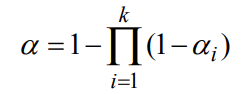 α = 1 − ∏_{i=1}^{k} (1 − α_i)